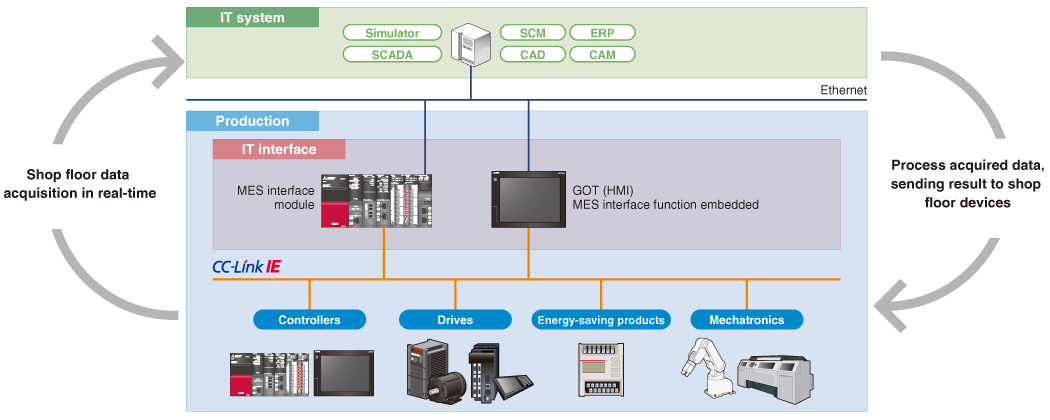 IT system
Simulator
SCADA
SCM
ERP
CAD
CAM
Ethernet
Production
IT interface
MES interface
module
GOT (HMI)
MES interface function embedded
Shop floor data
acquisition in real-time
Process acquired data,
sending result to shop
floor devices
CC-Link IE
Controllers
Drives
Energy-saving products
Mechatronics